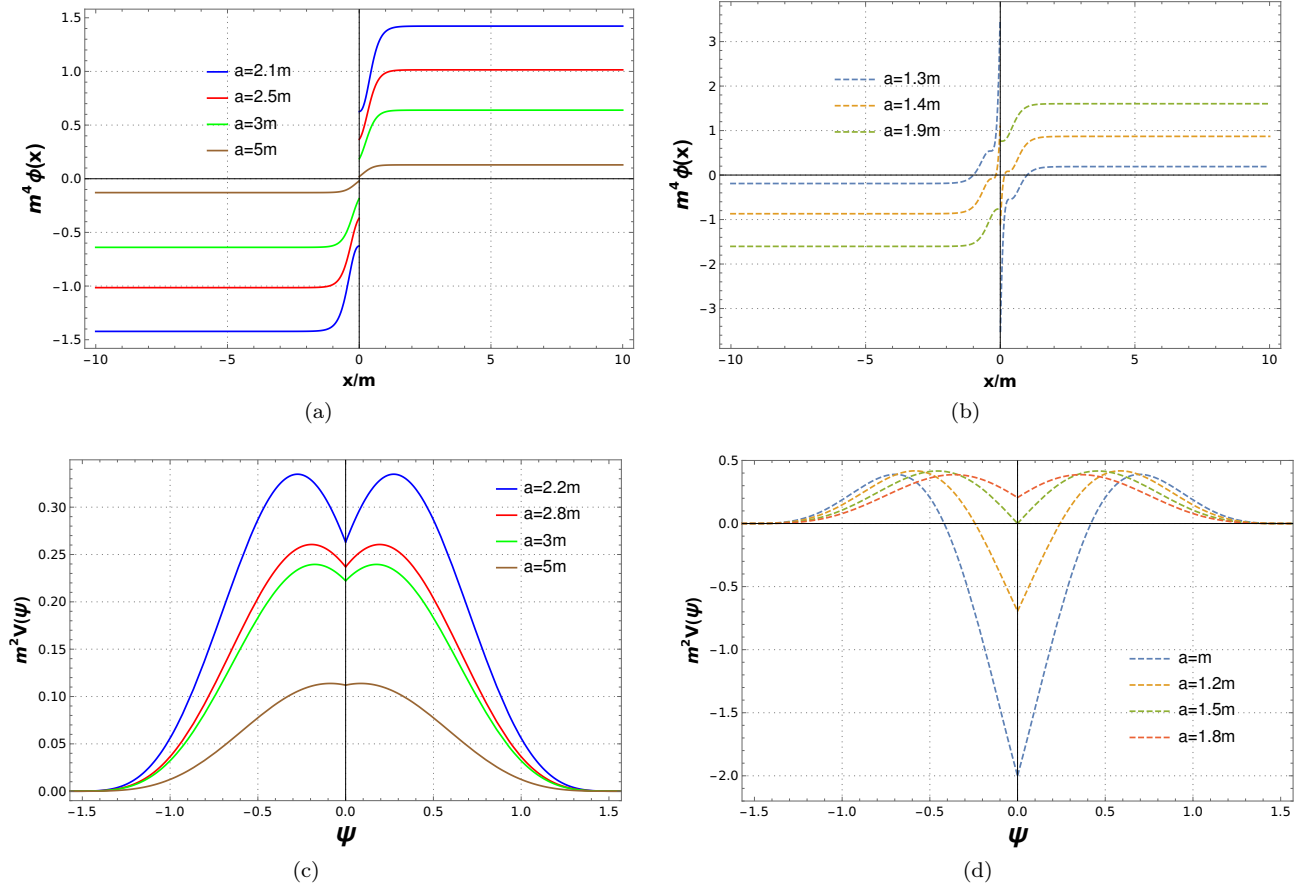 1.5
1.0
0.5
0.0
−0.5
−1.0
−1.5
m⁴ ϕ(x)
a=2.1m
a=2.5m
a=3m
a=5m
−10
−5
0
5
10
x/m
(a)
3
2
1
0
−1
−2
−3
m⁴ ϕ(x)
a=1.3m
a=1.4m
a=1.9m
−10
−5
0
5
10
x/m
(b)
0.30
0.25
0.20
0.15
0.10
0.05
0.00
m²V(ψ)
a=2.2m
a=2.8m
a=3m
a=5m
−1.5
−1.0
−0.5
0.0
0.5
1.0
1.5
ψ
(c)
0.5
0.0
−0.5
−1.0
−1.5
−2.0
m²V(ψ)
a=m
a=1.2m
a=1.5m
a=1.8m
−1.5
−1.0
−0.5
0.0
0.5
1.0
1.5
ψ
(d)